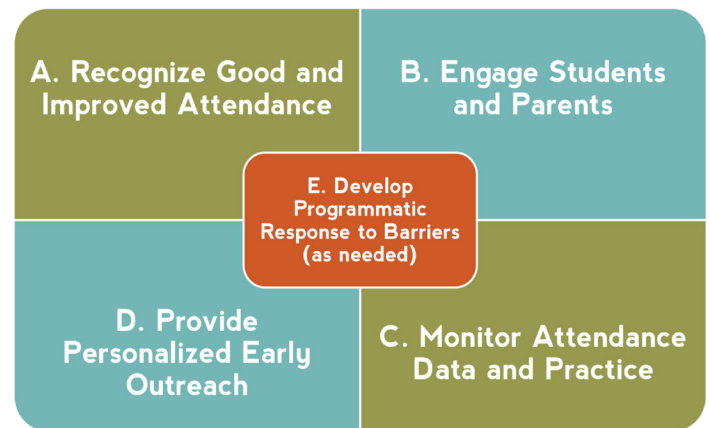 A. Recognize Good and
Improved Attendance
B. Engage Students
and Parents
E. Develop
Programmatic
Response to Barriers
(as needed)
D. Provide
Personalized Early
Outreach
C. Monitor Attendance
Data and Practice